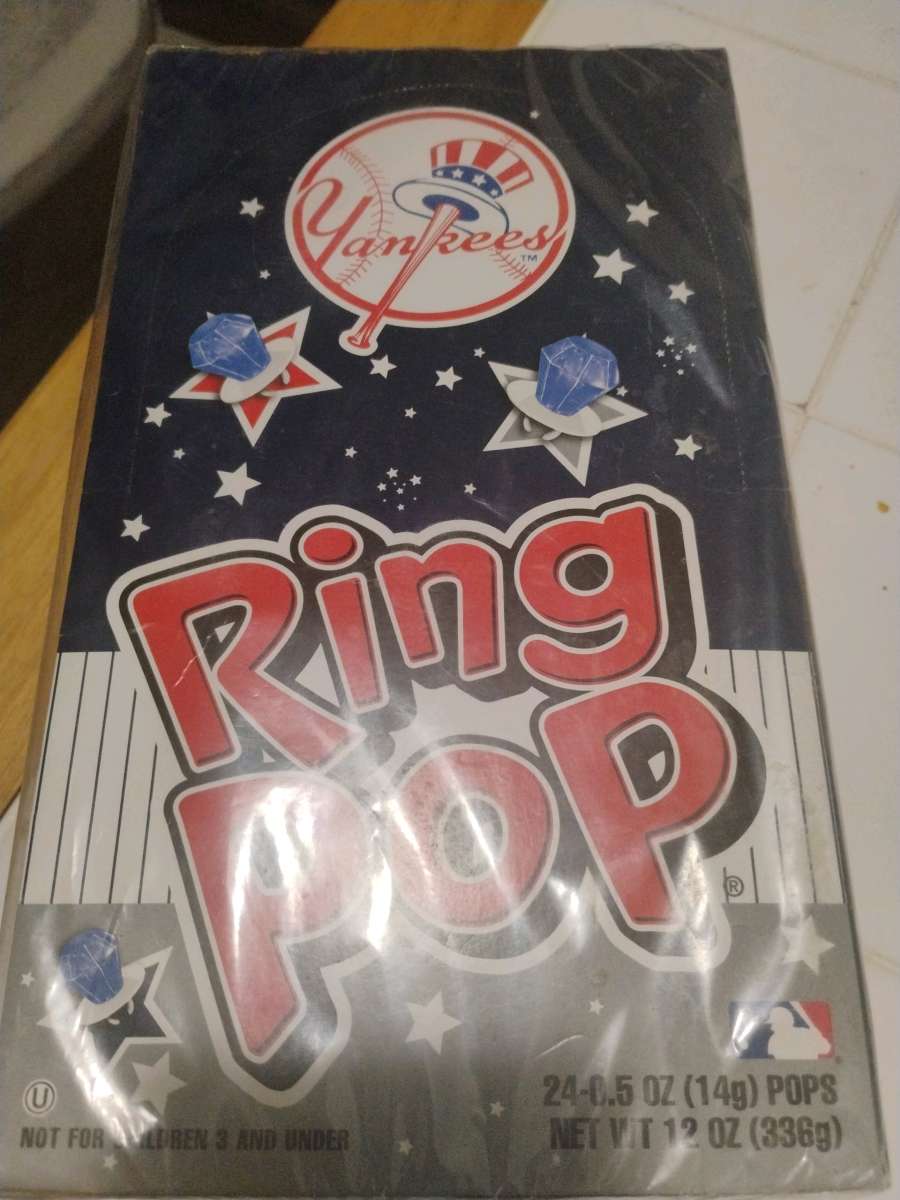 Yankees
TM
Ring
POP
®
U
24-0.5 OZ (14g) POPS
NOT FOR CHILDREN 3 AND UNDER
NET WT 12 OZ (336g)